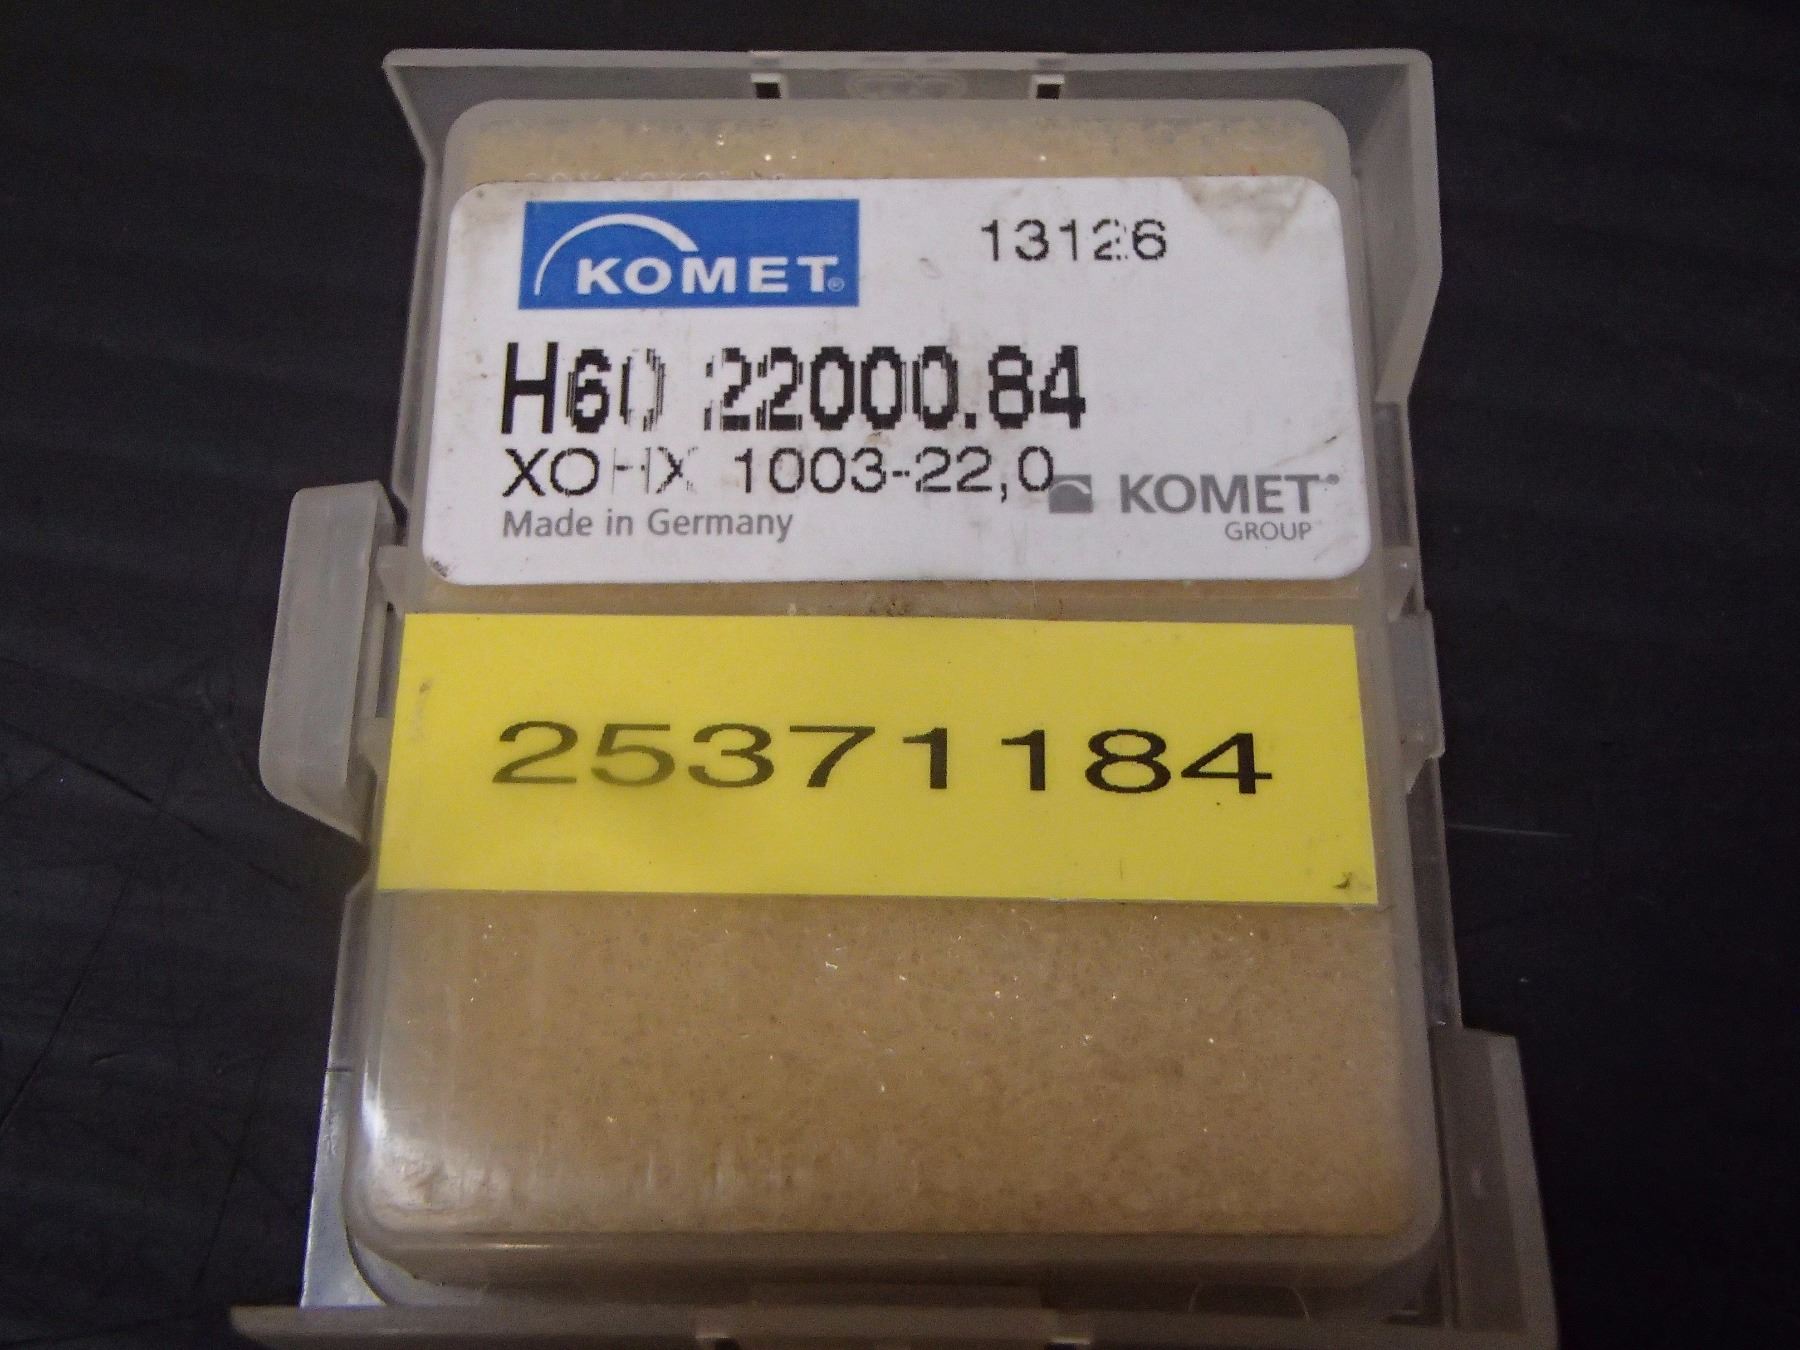 KOMET®
13126
H60 22000.84
XOHX 1003-22,0
KOMET®
GROUP
Made in Germany
25371184